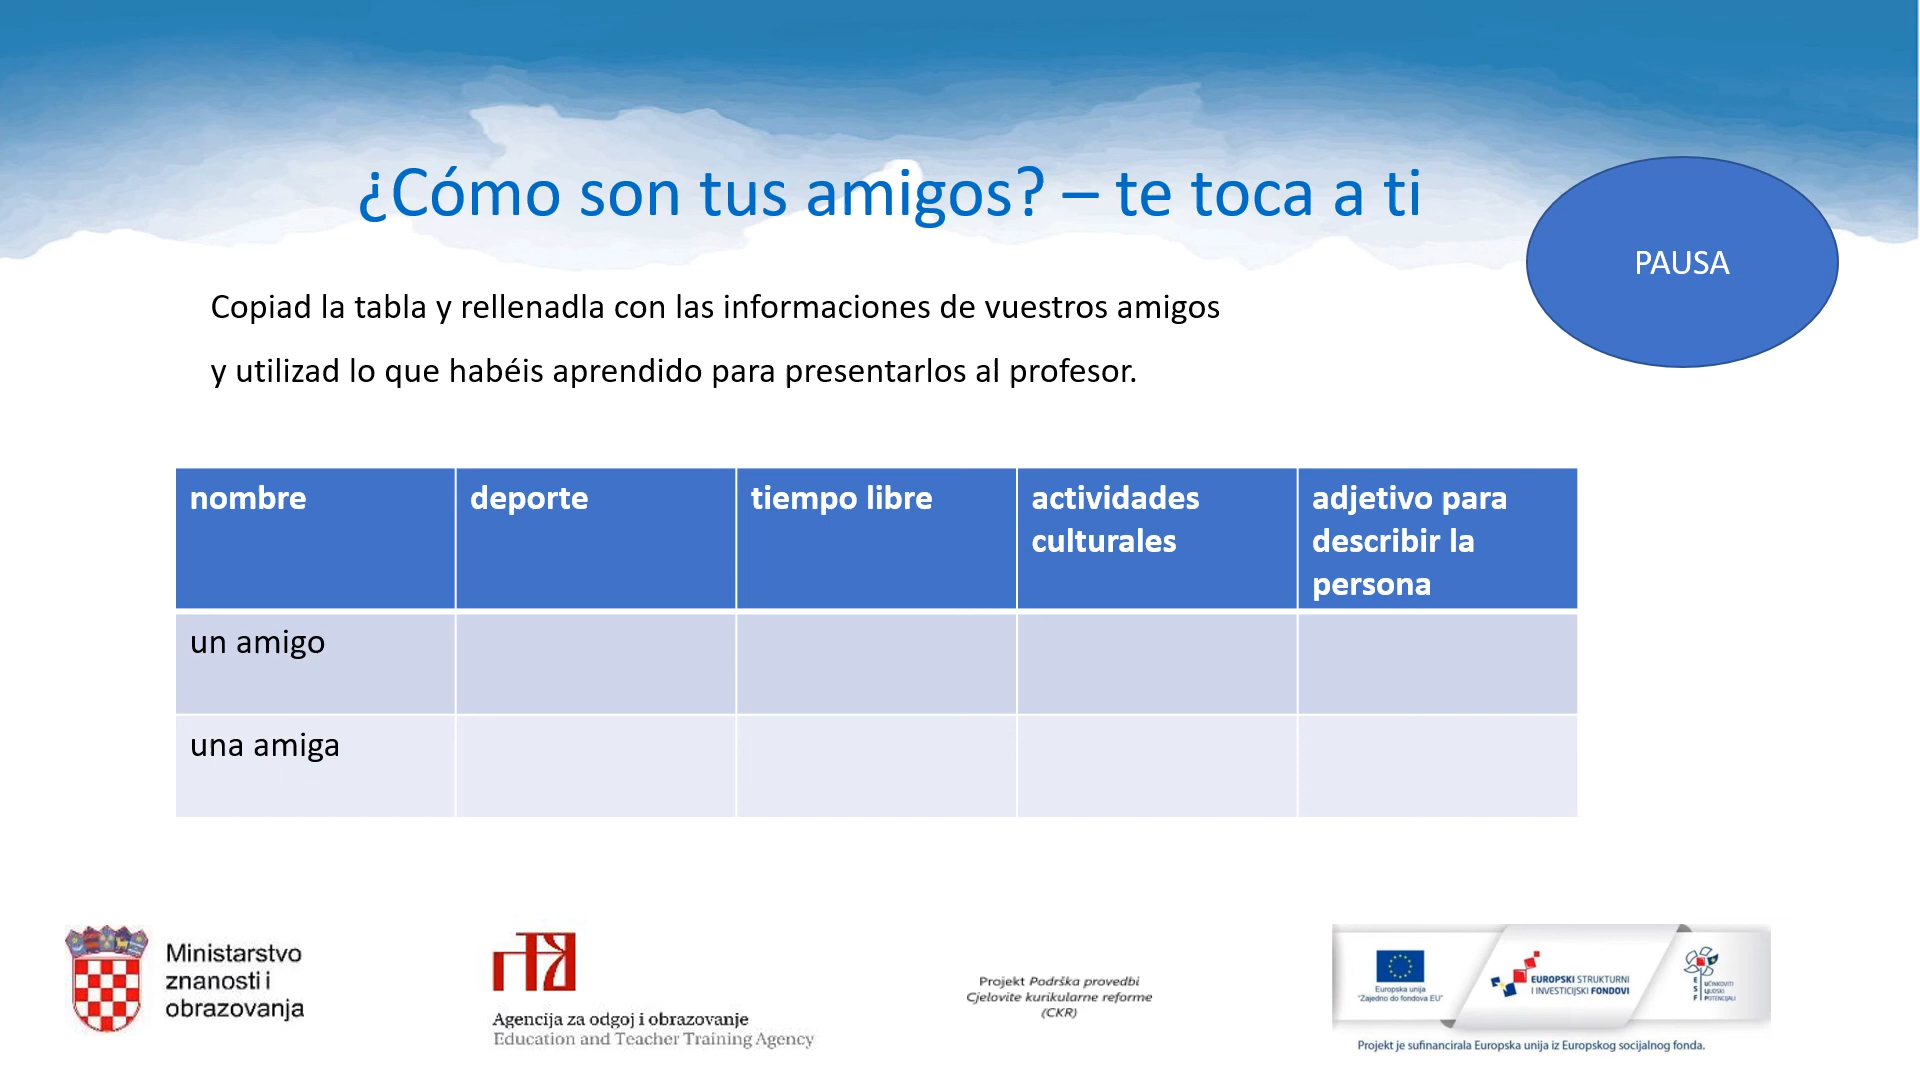 ¿Cómo son tus amigos? – te toca a ti
PAUSA
Copiad la tabla y rellenadla con las informaciones de vuestros amigos
y utilizad lo que habéis aprendido para presentarlos al profesor.
nombre
deporte
tiempo libre
actividades
culturales
adjetivo para
describir la
persona
un amigo
una amiga
Ministarstvo
znanosti i
obrazovanja
Agencija za odgoj i obrazovanje
Education and Teacher Training Agency
Projekt Podrška provedbi
Cjelovite kurikularne reforme
(CKR)
Europska unija
"Zajedno do fondova EU"
EUROPSKI STRUKTURNI
I INVESTICIJSKI FONDOVI
ESF
UČINKOVITI
LJUDSKI
POTENCIJALI
Projekt je sufinancirala Europska unija iz Europskog socijalnog fonda.